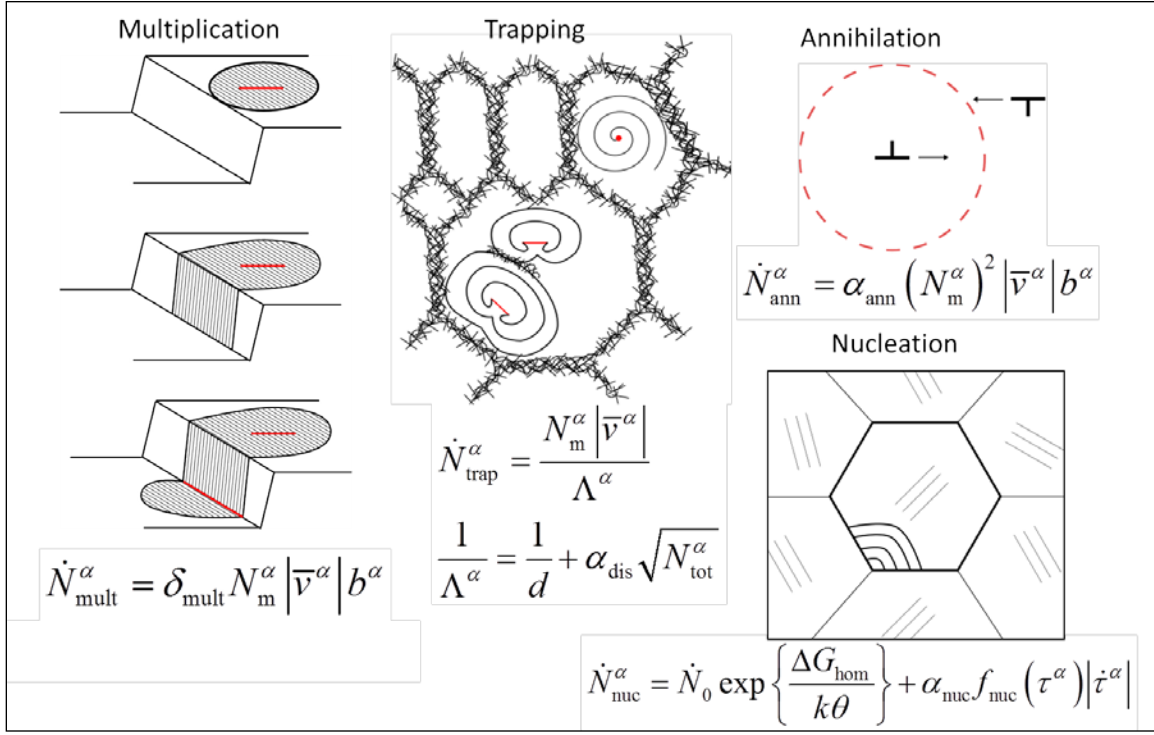 Multiplication
Ṅ^α_mult = δ_mult N^α_m |v̄^α| b^α
Trapping
Ṅ^α_trap = N^α_m |v̄^α| / Λ^α
1/Λ^α = 1/d + α_dis √N^α_tot
Annihilation
Ṅ^α_ann = α_ann (N^α_m)² |v̄^α| b^α
Nucleation
Ṅ^α_nuc = Ṅ_0 exp{ΔG_hom / kθ} + α_nuc f_nuc (τ^α) |τ̇^α|